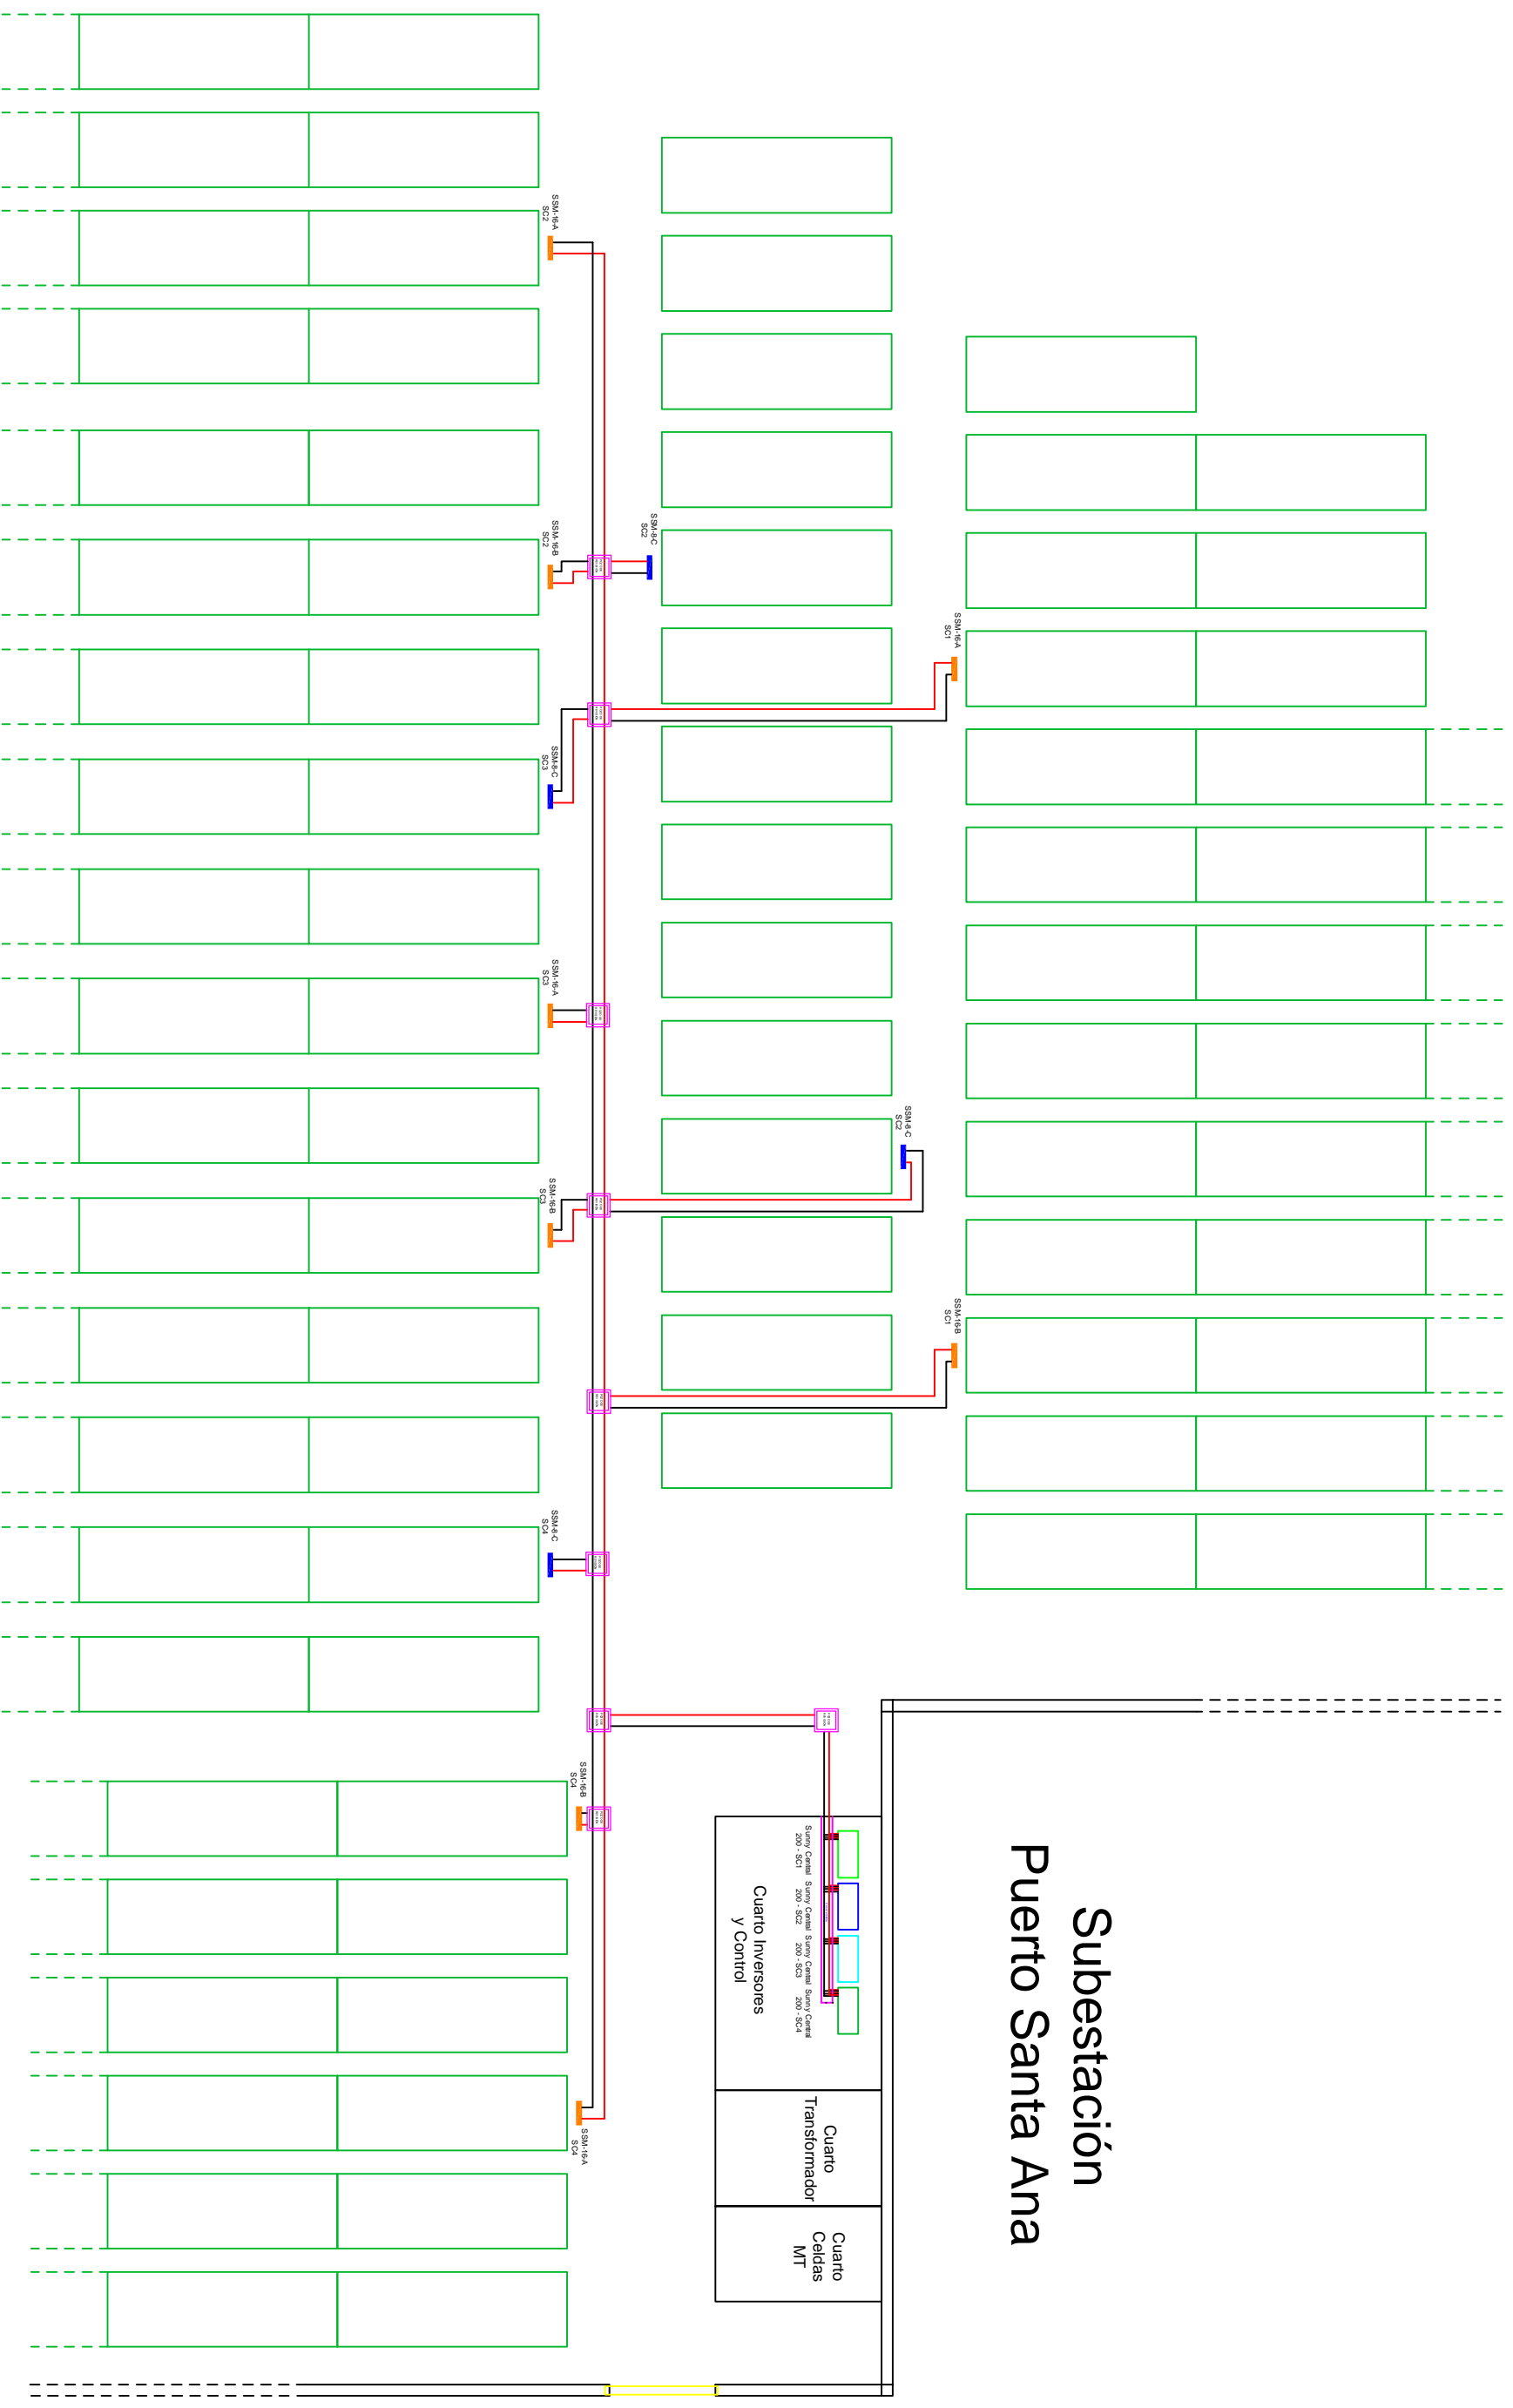 Subestación
Puerto Santa Ana
SSM-16-A
SC2
SSM-16-B
SC2
SSM-8-C
SC2
SSM-16-A
SC1
SSM-8-C
SC3
SSM-16-A
SC3
SSM-8-C
SC2
SSM-16-B
SC3
SSM-16-B
SC1
SSM-8-C
SC4
SSM-16-B
SC4
SSM-16-A
SC4
Sunny Central
200 - SC1
Sunny Central
200 - SC2
Sunny Central
200 - SC3
Sunny Central
200 - SC4
Cuarto Inversores
y Control
Cuarto
Transformador
Cuarto
Celdas
MT